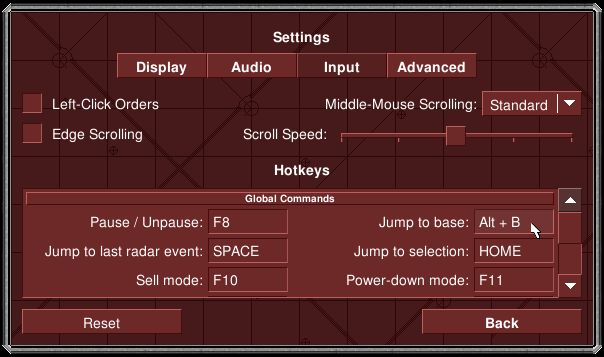 Settings
Display Audio Input Advanced
Left-Click Orders Middle-Mouse Scrolling: Standard
Edge Scrolling Scroll Speed:
Hotkeys
Global Commands
Pause / Unpause: F8 Jump to base: Alt + B
Jump to last radar event: SPACE Jump to selection: HOME
Sell mode: F10 Power-down mode: F11
Reset Back